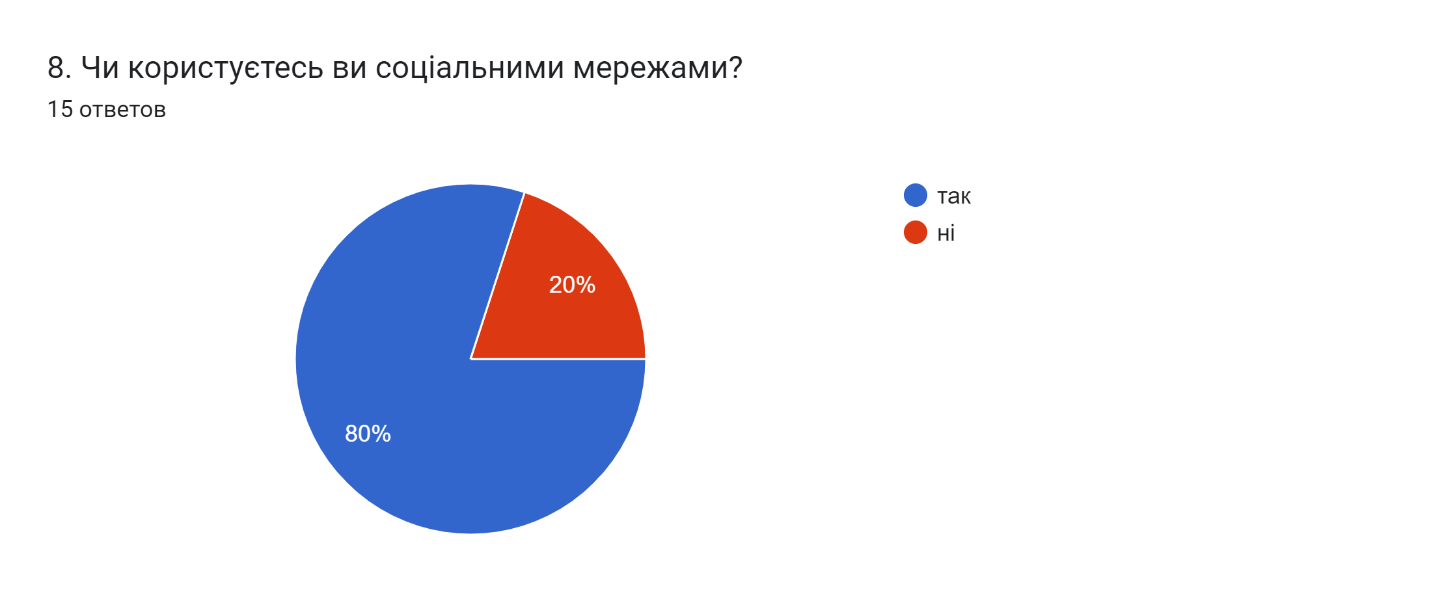 8. Чи користуєтесь ви соціальними мережами?
15 ответов
так
ні
20%
80%